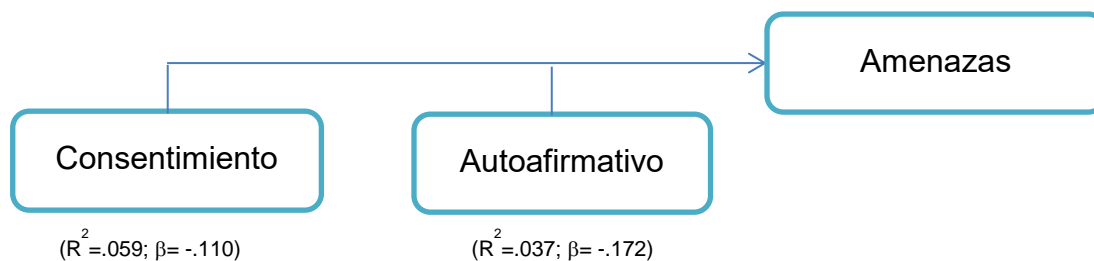 Amenazas
Consentimiento
Autoafirmativo
(R²=.059; β= -.110)
(R²=.037; β= -.172)